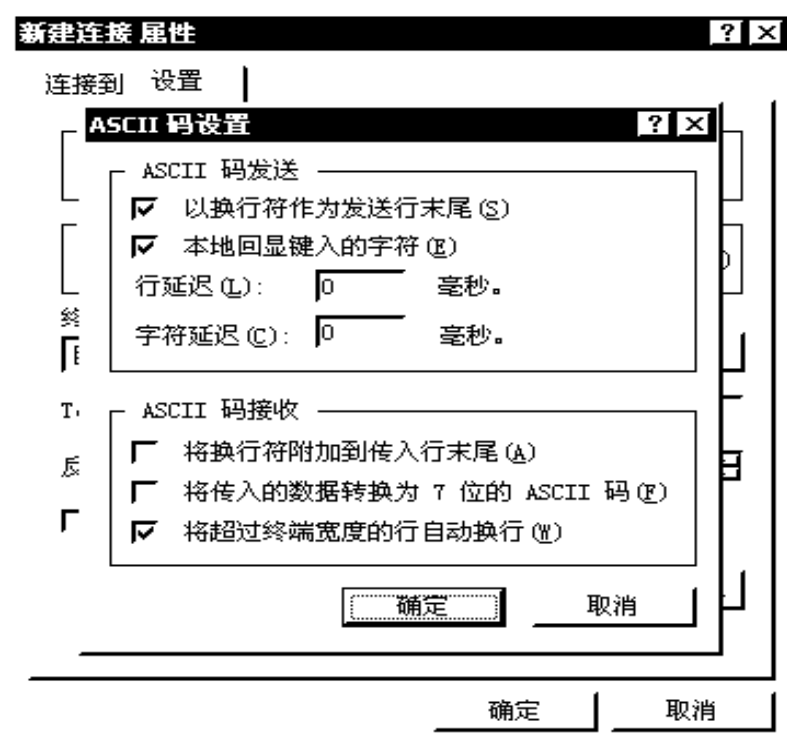 新建连接 属性
连接到 设置
ASCII 码设置
ASCII 码发送
以换行符作为发送行末尾(S)
本地回显键入的字符(E)
行延迟(L): 0 毫秒。
字符延迟(C): 0 毫秒。
ASCII 码接收
将换行符附加到传入行末尾(A)
将传入的数据转换为 7 位的 ASCII 码(F)
将超过终端宽度的行自动换行(W)
确定 取消
确定 取消